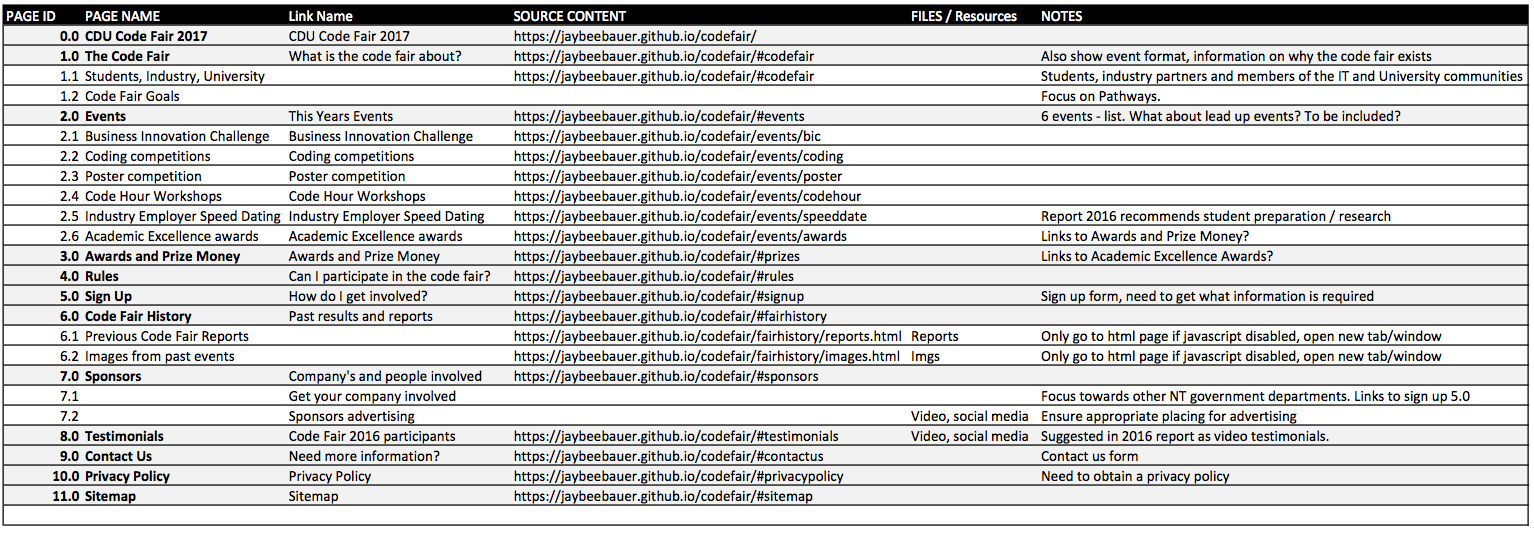 PAGE ID PAGE NAME Link Name SOURCE CONTENT FILES / Resources NOTES
0.0 CDU Code Fair 2017 CDU Code Fair 2017 https://jaybeebauer.github.io/codefair/
1.0 The Code Fair What is the code fair about? https://jaybeebauer.github.io/codefair/#codefair Also show event format, information on why the code fair exists
1.1 Students, Industry, University https://jaybeebauer.github.io/codefair/#codefair Students, industry partners and members of the IT and University communities
1.2 Code Fair Goals Focus on Pathways.
2.0 Events This Years Events https://jaybeebauer.github.io/codefair/#events 6 events - list. What about lead up events? To be included?
2.1 Business Innovation Challenge Business Innovation Challenge https://jaybeebauer.github.io/codefair/events/bic
2.2 Coding competitions Coding competitions https://jaybeebauer.github.io/codefair/events/coding
2.3 Poster competition Poster competition https://jaybeebauer.github.io/codefair/events/poster
2.4 Code Hour Workshops Code Hour Workshops https://jaybeebauer.github.io/codefair/events/codehour
2.5 Industry Employer Speed Dating Industry Employer Speed Dating https://jaybeebauer.github.io/codefair/events/speeddate Report 2016 recommends student preparation / research
2.6 Academic Excellence awards Academic Excellence awards https://jaybeebauer.github.io/codefair/events/awards Links to Awards and Prize Money?
3.0 Awards and Prize Money Awards and Prize Money https://jaybeebauer.github.io/codefair/#prizes Links to Academic Excellence Awards?
4.0 Rules Can I participate in the code fair? https://jaybeebauer.github.io/codefair/#rules
5.0 Sign Up How do I get involved? https://jaybeebauer.github.io/codefair/#signup Sign up form, need to get what information is required
6.0 Code Fair History Past results and reports https://jaybeebauer.github.io/codefair/#fairhistory
6.1 Previous Code Fair Reports https://jaybeebauer.github.io/codefair/fairhistory/reports.html Reports Only go to html page if javascript disabled, open new tab/window
6.2 Images from past events https://jaybeebauer.github.io/codefair/fairhistory/images.html Imgs Only go to html page if javascript disabled, open new tab/window
7.0 Sponsors Company's and people involved https://jaybeebauer.github.io/codefair/#sponsors
7.1 Get your company involved Focus towards other NT government departments. Links to sign up 5.0
7.2 Sponsors advertising Video, social media Ensure appropriate placing for advertising
8.0 Testimonials Code Fair 2016 participants https://jaybeebauer.github.io/codefair/#testimonials Video, social media Suggested in 2016 report as video testimonials.
9.0 Contact Us Need more information? https://jaybeebauer.github.io/codefair/#contactus Contact us form
10.0 Privacy Policy Privacy Policy https://jaybeebauer.github.io/codefair/#privacypolicy Need to obtain a privacy policy
11.0 Sitemap Sitemap https://jaybeebauer.github.io/codefair/#sitemap